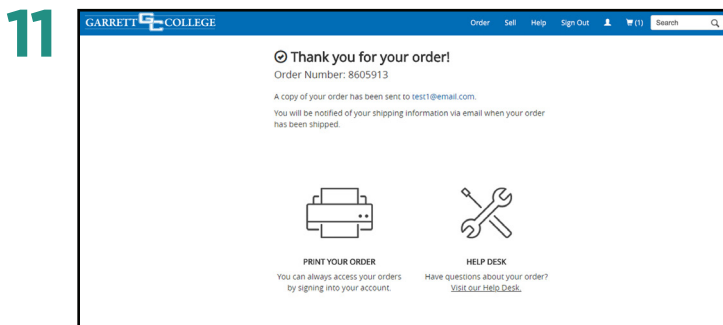 11
GARRETT GC COLLEGE
Order Sell Help Sign Out (1) Search
Thank you for your order!
Order Number: 8605913
A copy of your order has been sent to test1@email.com.
You will be notified of your shipping information via email when your order
has been shipped.
PRINT YOUR ORDER
You can always access your orders
by signing into your account.
HELP DESK
Have questions about your order?
Visit our Help Desk.